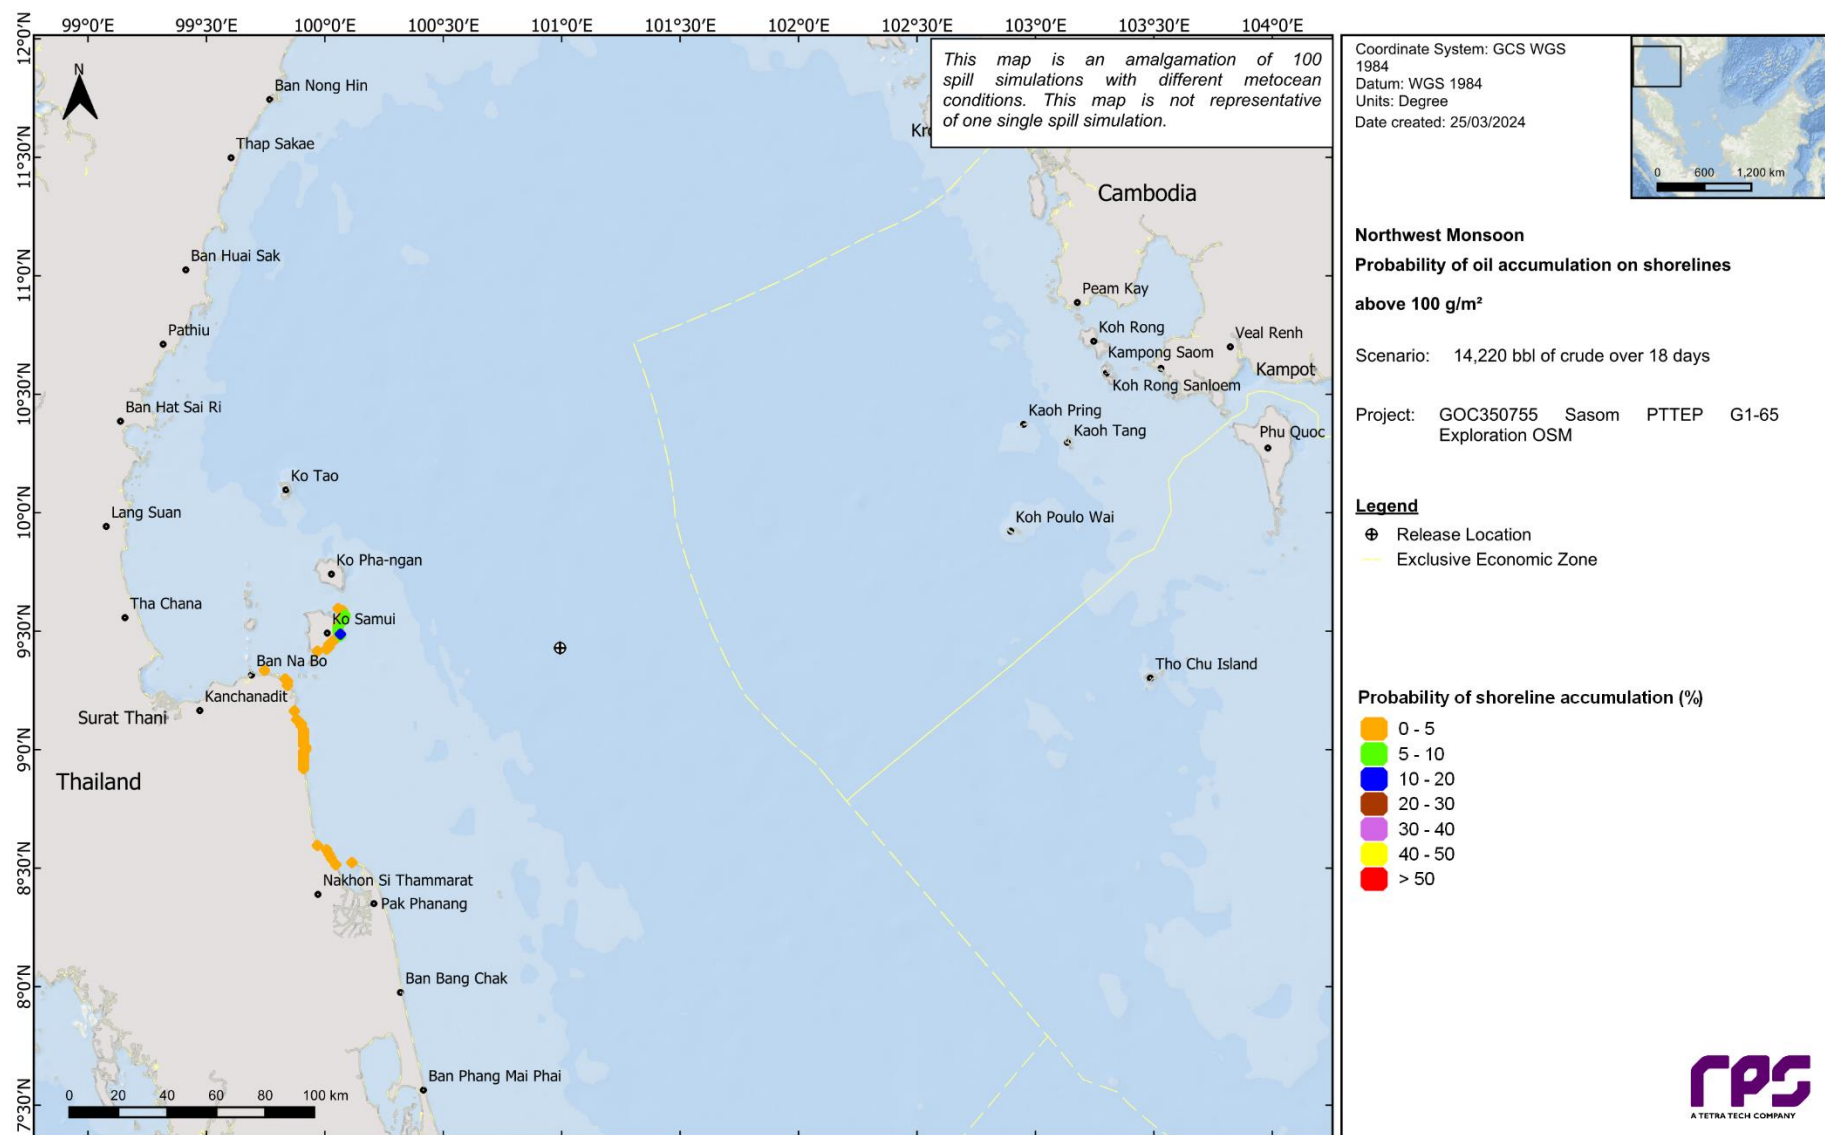 99°0′E 99°30′E 100°0′E 100°30′E 101°0′E 101°30′E 102°0′E 102°30′E 103°0′E 103°30′E 104°0′E
12°0′N
11°30′N
11°0′N
10°30′N
10°0′N
9°30′N
9°0′N
8°30′N
8°0′N
7°30′N
N
This map is an amalgamation of 100
spill simulations with different metocean
conditions. This map is not representative
of one single spill simulation.
Ban Nong Hin
Thap Sakae
Cambodia
Ban Huai Sak
Peam Kay
Pathiu
Koh Rong
Veal Renh
Kampong Saom
Kampot
Koh Rong Sanloem
Ban Hat Sai Ri
Kaoh Pring
Kaoh Tang
Phu Quoc
Ko Tao
Lang Suan
Koh Poulo Wai
Ko Pha-ngan
Tha Chana
Ko Samui
Ban Na Bo
Tho Chu Island
Kanchanadit
Surat Thani
Thailand
Nakhon Si Thammarat
Pak Phanang
Ban Bang Chak
Ban Phang Mai Phai
0 20 40 60 80 100 km
Coordinate System: GCS WGS
1984
Datum: WGS 1984
Units: Degree
Date created: 25/03/2024
0 600 1,200 km
Northwest Monsoon
Probability of oil accumulation on shorelines
above 100 g/m²
Scenario: 14,220 bbl of crude over 18 days
Project: GOC350755 Sasom PTTEP G1-65
Exploration OSM
Legend
Release Location
Exclusive Economic Zone
Probability of shoreline accumulation (%)
0 - 5
5 - 10
10 - 20
20 - 30
30 - 40
40 - 50
> 50
rps
A TETRA TECH COMPANY